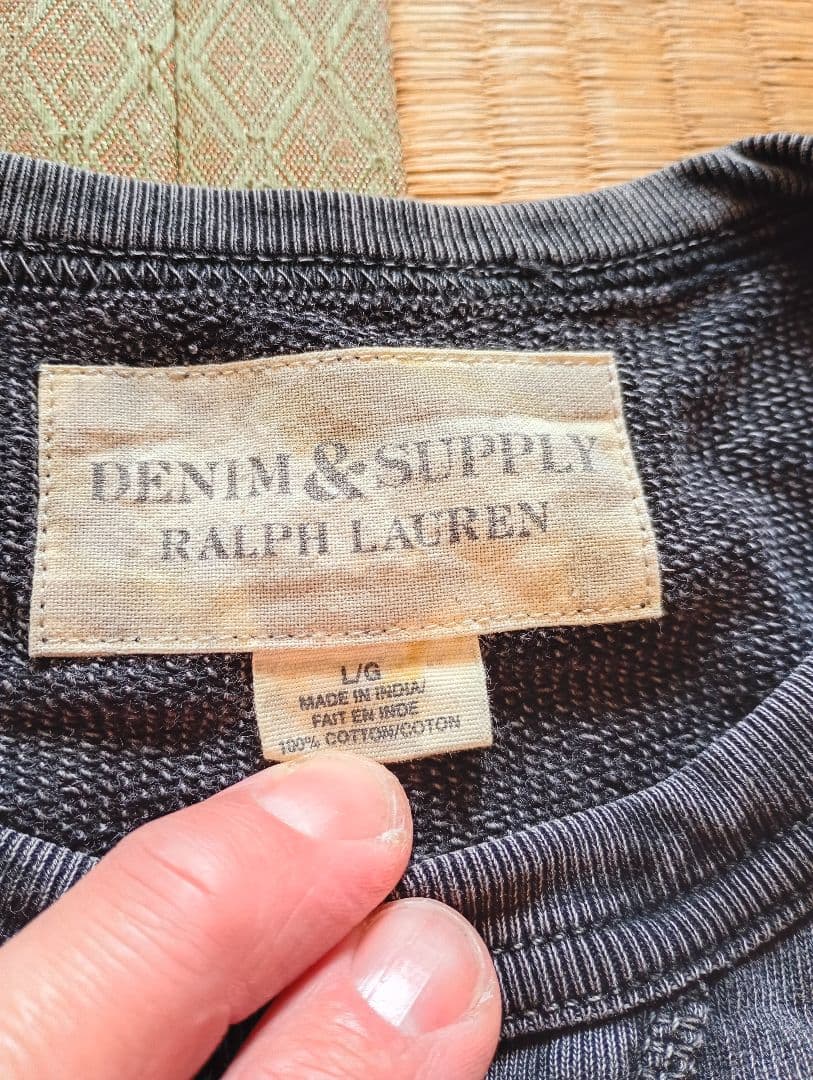 DENIM & SUPPLY
RALPH LAUREN
L/G
MADE IN INDIA/
FAIT EN INDE
100% COTTON/COTON